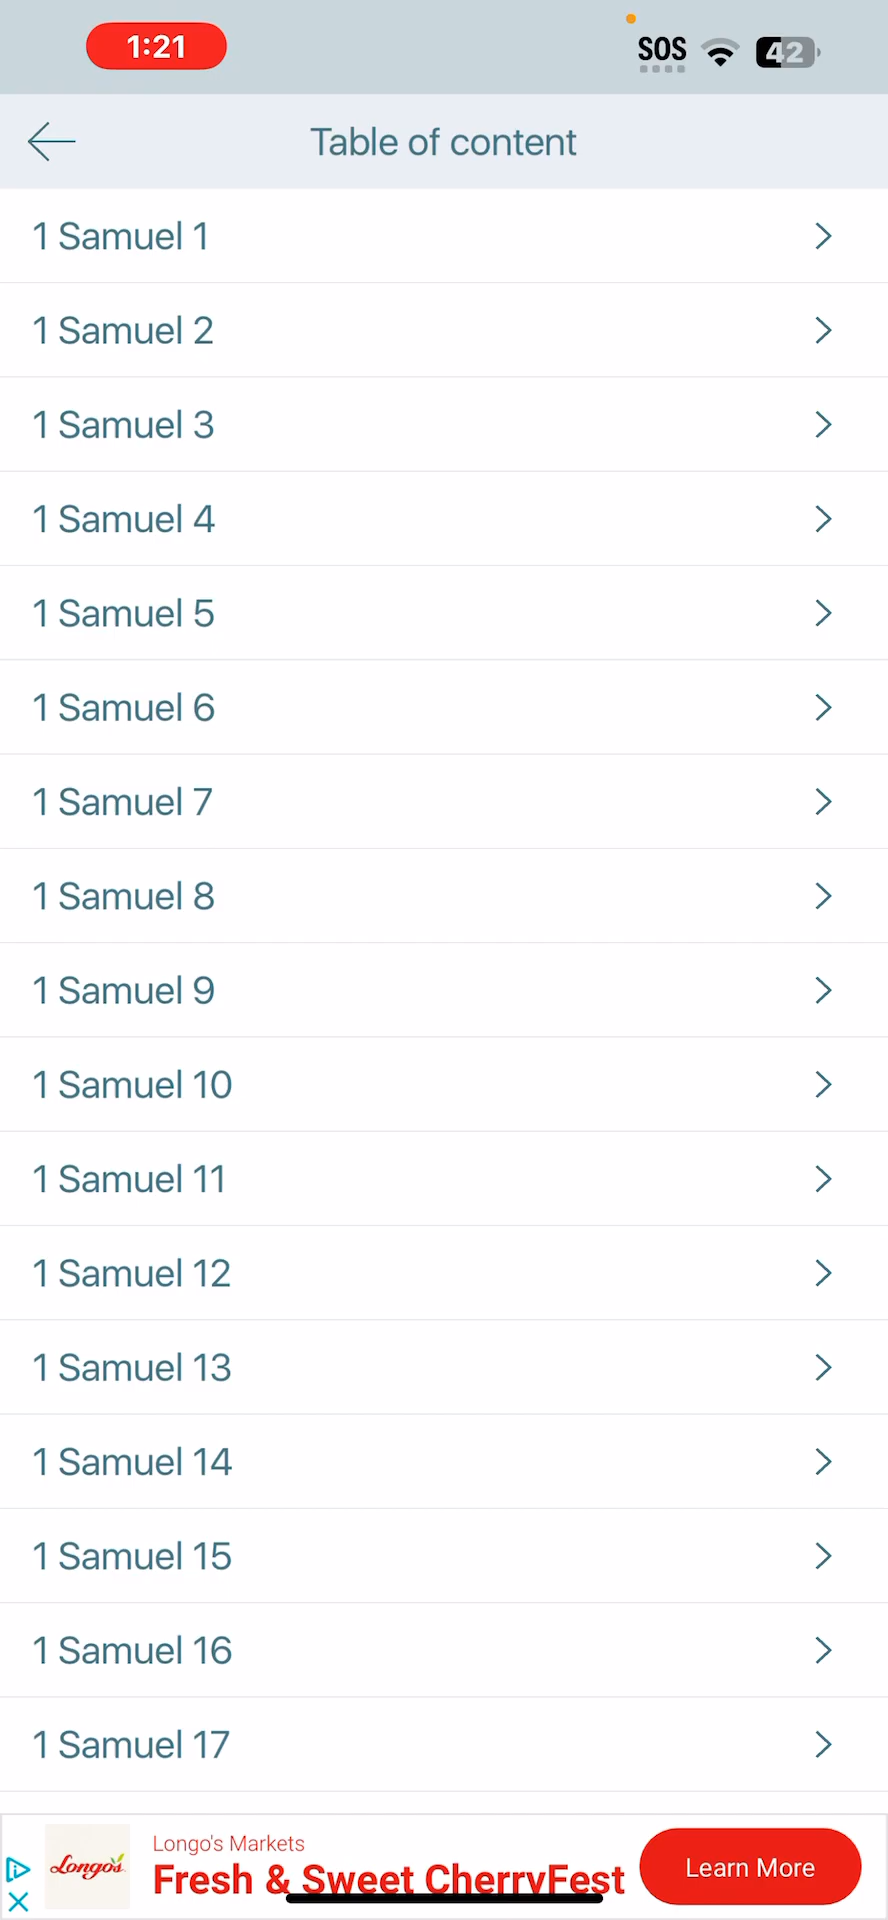 1:21
SOS
42
Table of content
1 Samuel 1
1 Samuel 2
1 Samuel 3
1 Samuel 4
1 Samuel 5
1 Samuel 6
1 Samuel 7
1 Samuel 8
1 Samuel 9
1 Samuel 10
1 Samuel 11
1 Samuel 12
1 Samuel 13
1 Samuel 14
1 Samuel 15
1 Samuel 16
1 Samuel 17
Longo's
Longo's Markets
Fresh & Sweet CherryFest
Learn More